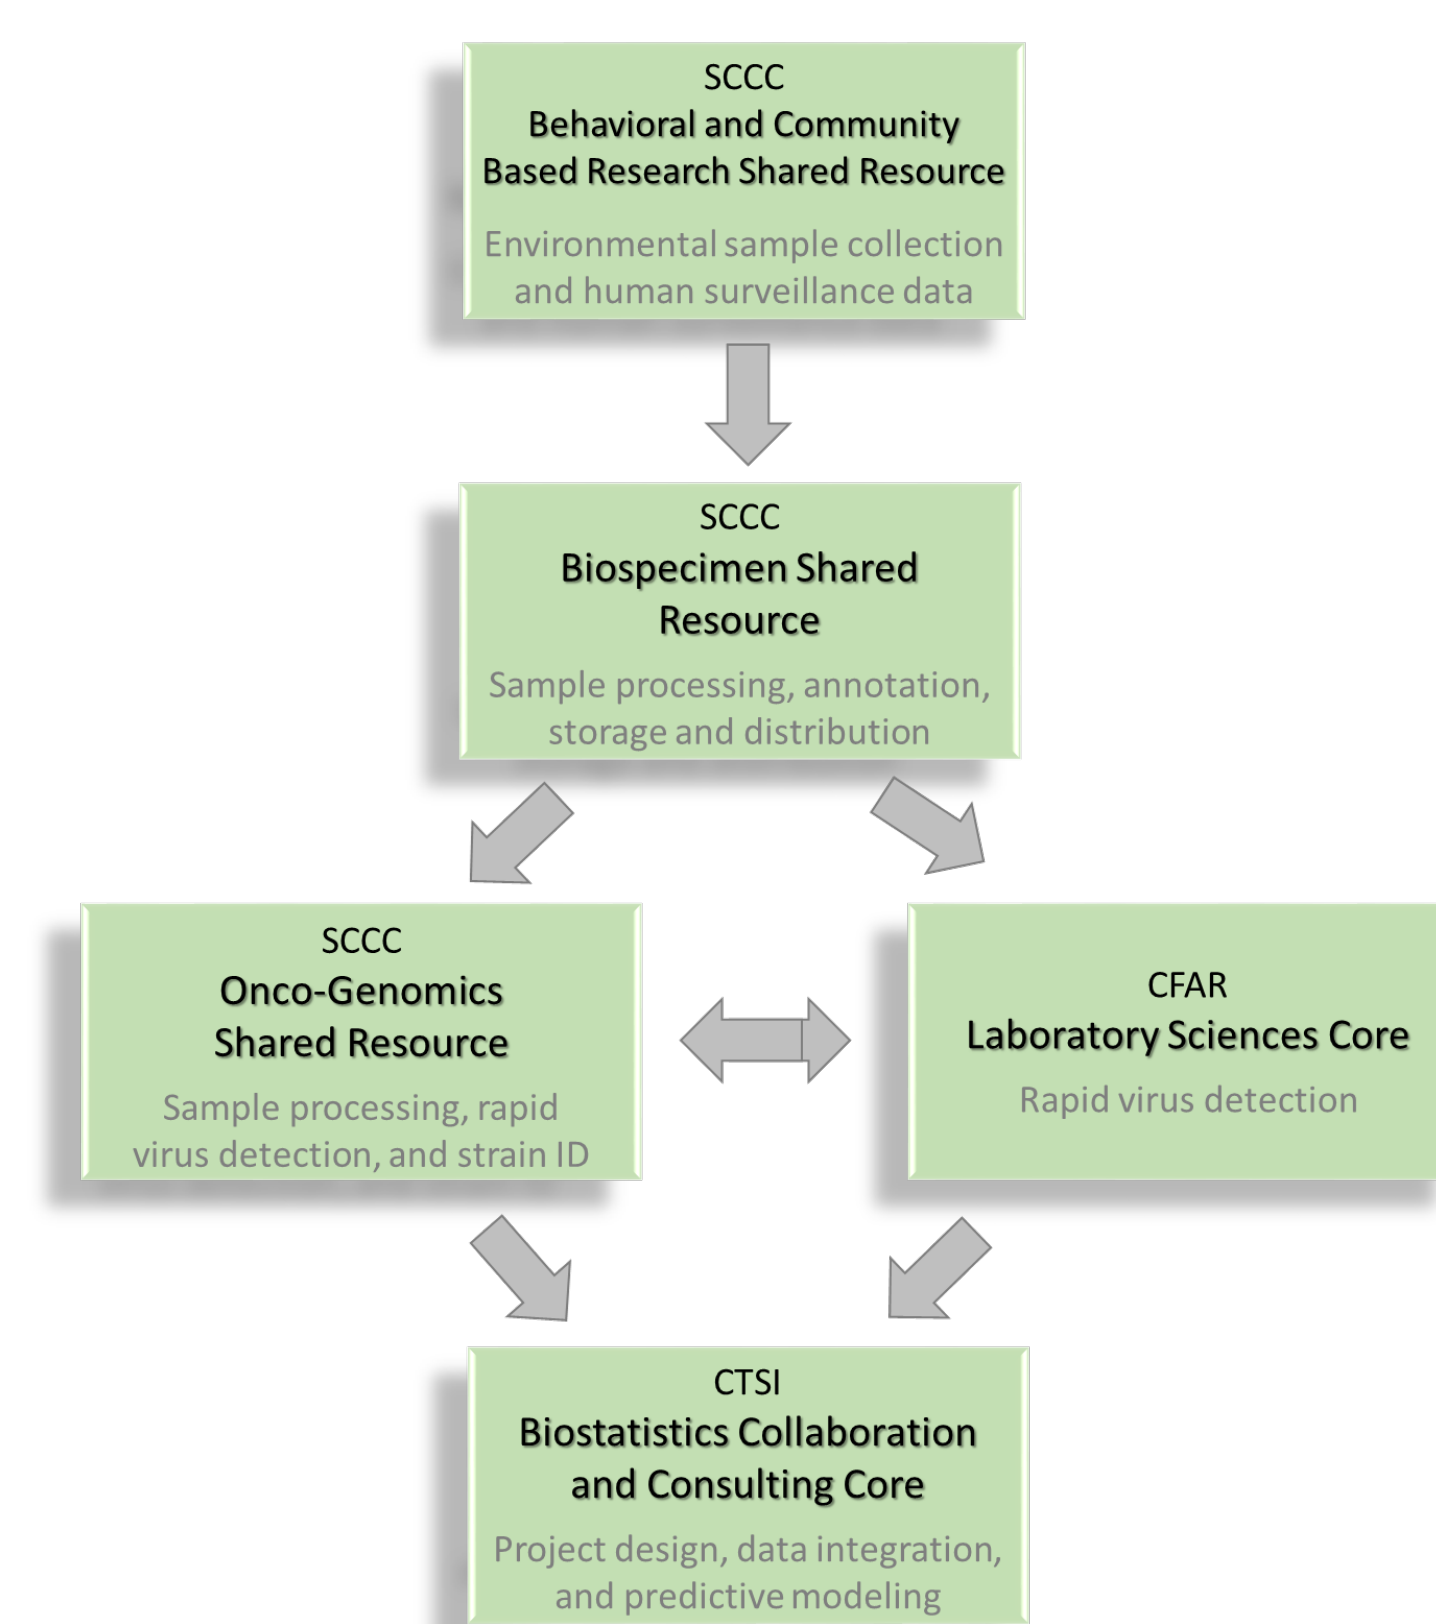 SCCC
Behavioral and Community
Based Research Shared Resource
Environmental sample collection
and human surveillance data
SCCC
Biospecimen Shared
Resource
Sample processing, annotation,
storage and distribution
SCCC
Onco-Genomics
Shared Resource
Sample processing, rapid
virus detection, and strain ID
CFAR
Laboratory Sciences Core
Rapid virus detection
CTSI
Biostatistics Collaboration
and Consulting Core
Project design, data integration,
and predictive modeling